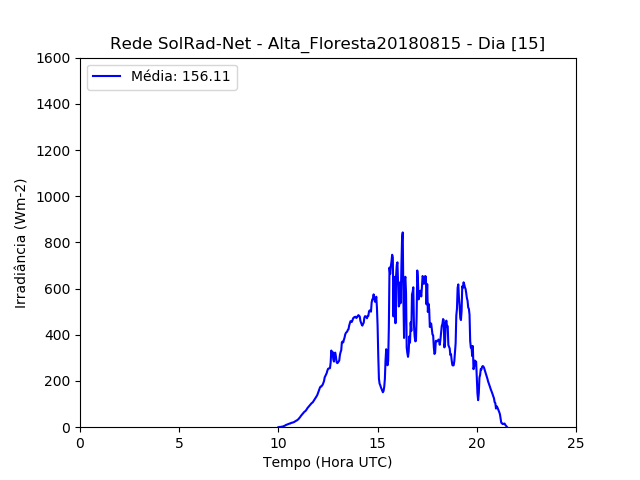 Rede SolRad-Net - Alta_Floresta20180815 - Dia [15]
Média: 156.11
Irradiância (Wm-2)
1600
1400
1200
1000
800
600
400
200
0
0 5 10 15 20 25
Tempo (Hora UTC)